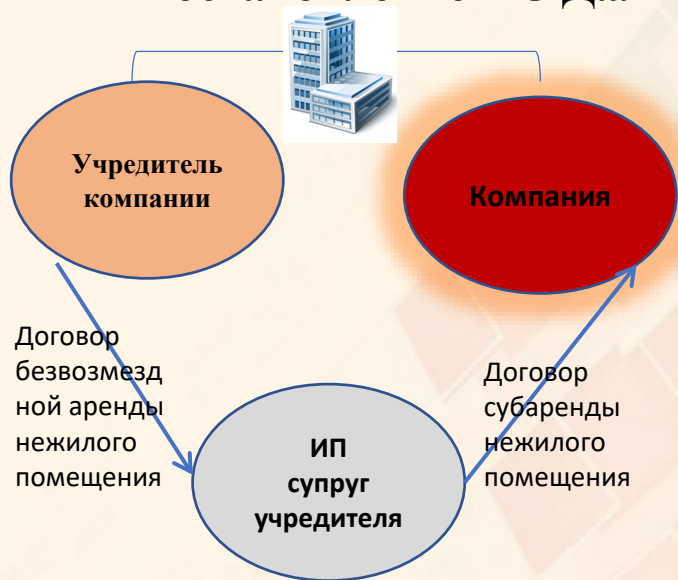 Учредитель
компании
Компания
Договор
безвозмезд
ной аренды
нежилого
помещения
Договор
субаренды
нежилого
помещения
ИП
супруг
учредителя